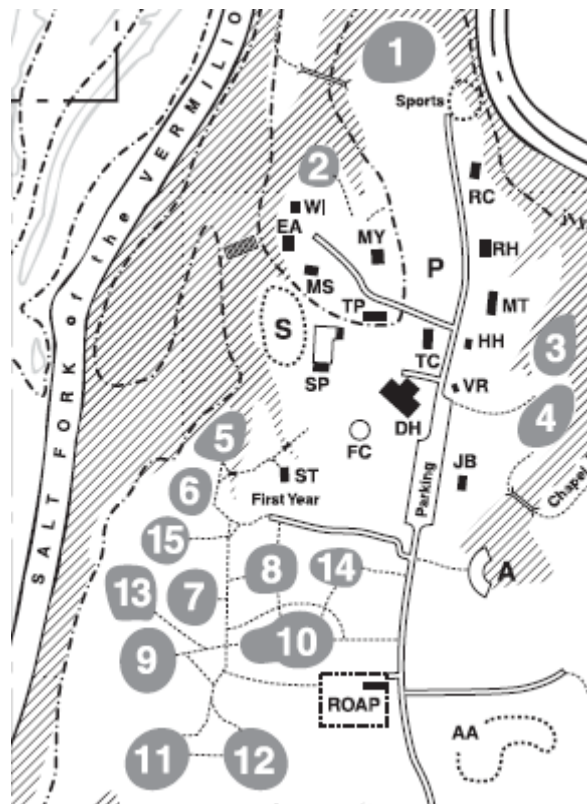 1
Sports
SALT FORK of the VERMILIO
2
RC
WI
EA
MY
RH
P
MS
TP
MT
S
TC
HH
3
SP
VR
4
DH
5
FC
JB
ST
6
First Year
Parking
Chape
15
8
14
A
13
7
10
9
ROAP
AA
11
12